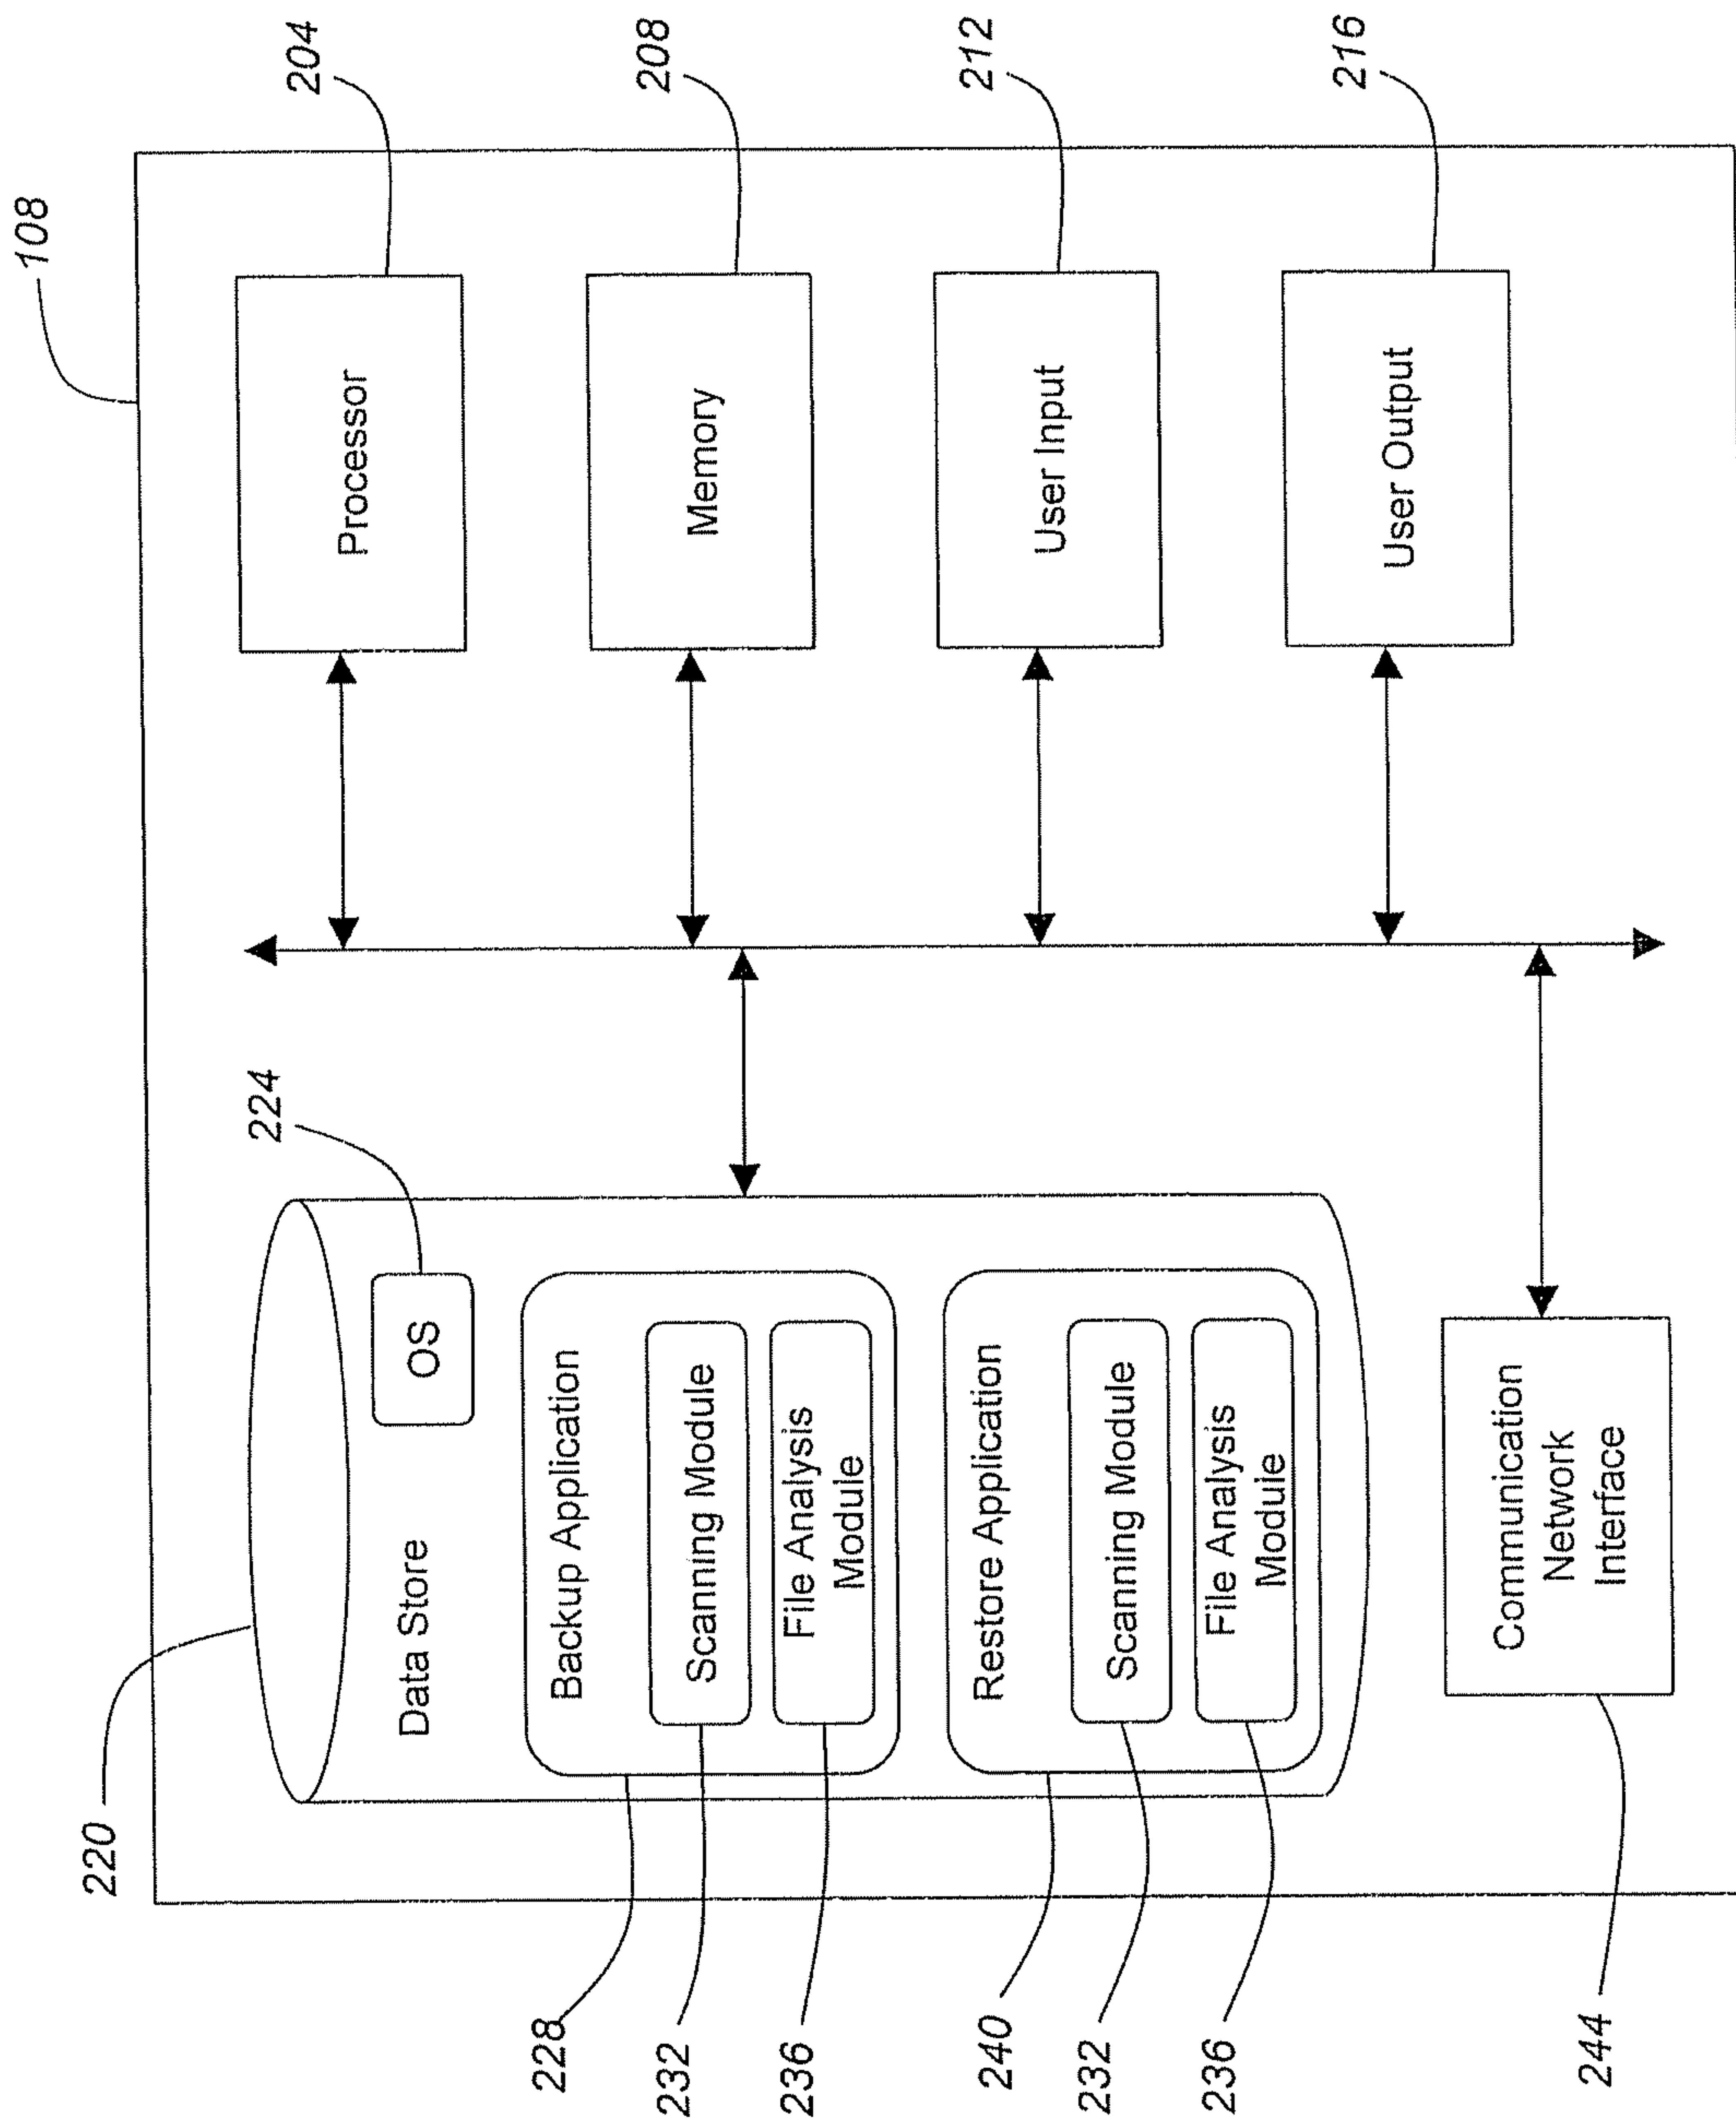 108
204
Processor
208
Memory
212
User Input
216
User Output
220
Data Store
224
OS
228
Backup Application
232
Scanning Module
236
File Analysis
Module
240
Restore Application
232
Scanning Module
236
File Analysis
Module
244
Communication
Network
Interface